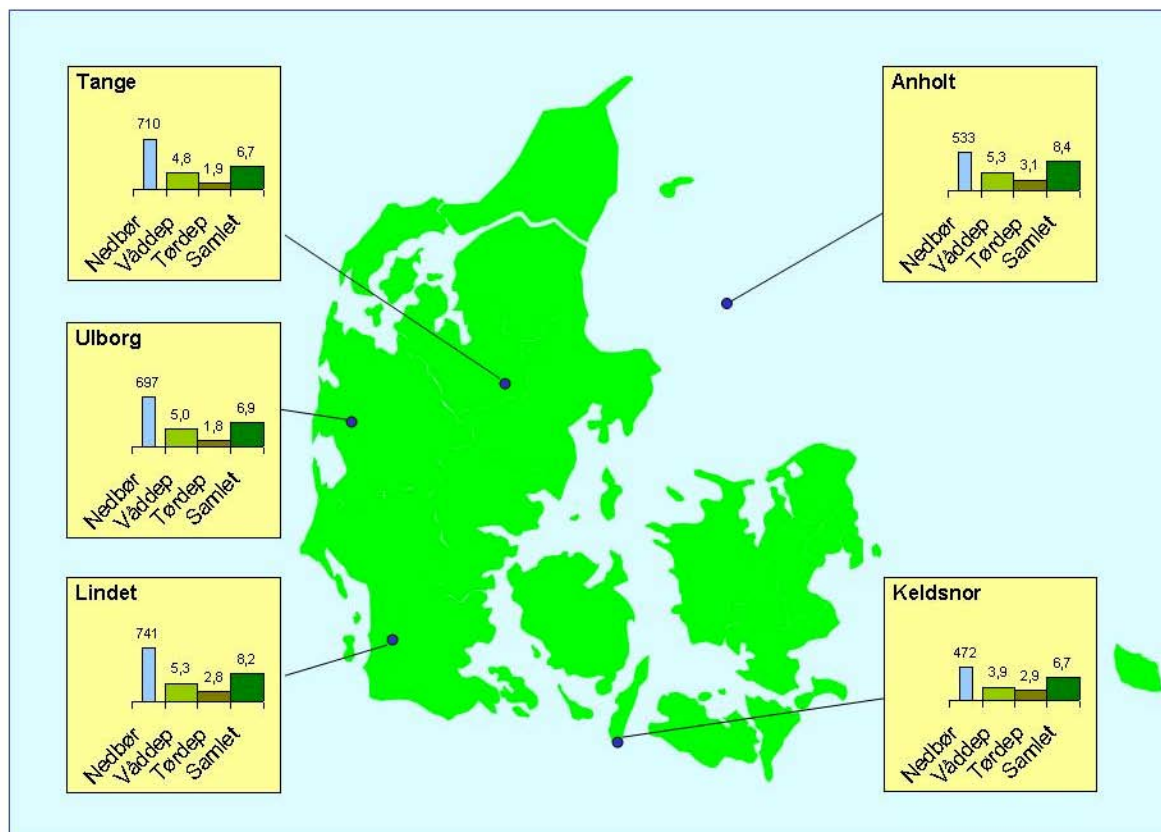 Tange
710
4,8
1,9
6,7
Nedbør
Våddep
Tørdep
Samlet
Ulborg
697
5,0
1,8
6,9
Nedbør
Våddep
Tørdep
Samlet
Lindet
741
5,3
2,8
8,2
Nedbør
Våddep
Tørdep
Samlet
Anholt
533
5,3
3,1
8,4
Nedbør
Våddep
Tørdep
Samlet
Keldsnor
472
3,9
2,9
6,7
Nedbør
Våddep
Tørdep
Samlet